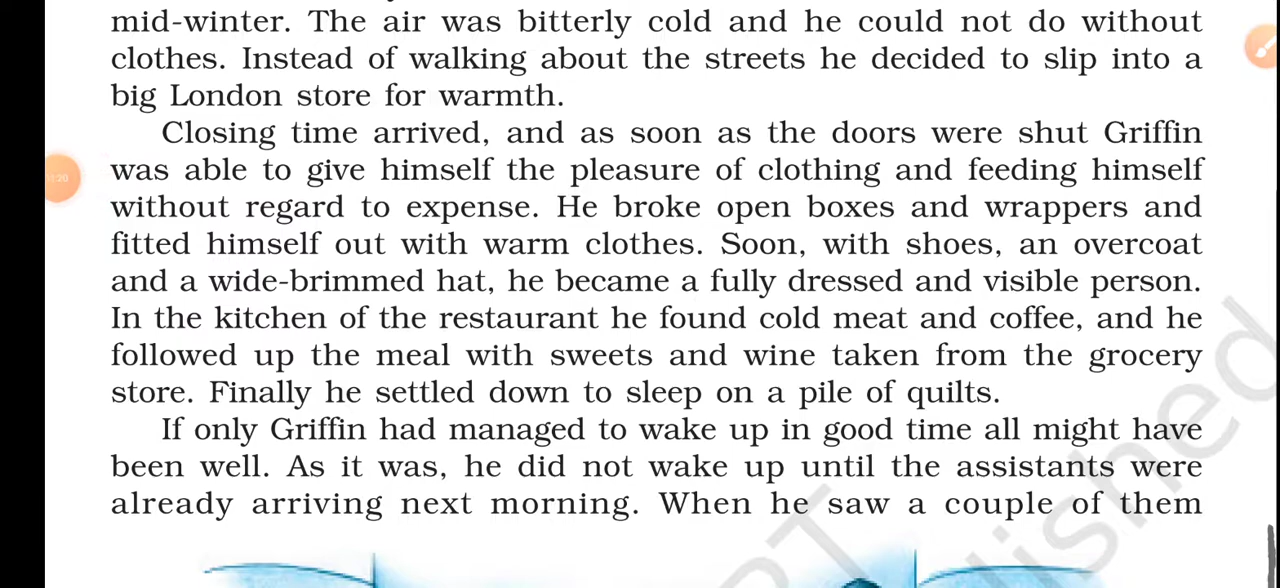 mid-winter. The air was bitterly cold and he could not do without
clothes. Instead of walking about the streets he decided to slip into a
big London store for warmth.
Closing time arrived, and as soon as the doors were shut Griffin
was able to give himself the pleasure of clothing and feeding himself
without regard to expense. He broke open boxes and wrappers and
fitted himself out with warm clothes. Soon, with shoes, an overcoat
and a wide-brimmed hat, he became a fully dressed and visible person.
In the kitchen of the restaurant he found cold meat and coffee, and he
followed up the meal with sweets and wine taken from the grocery
store. Finally he settled down to sleep on a pile of quilts.
If only Griffin had managed to wake up in good time all might have
been well. As it was, he did not wake up until the assistants were
already arriving next morning. When he saw a couple of them